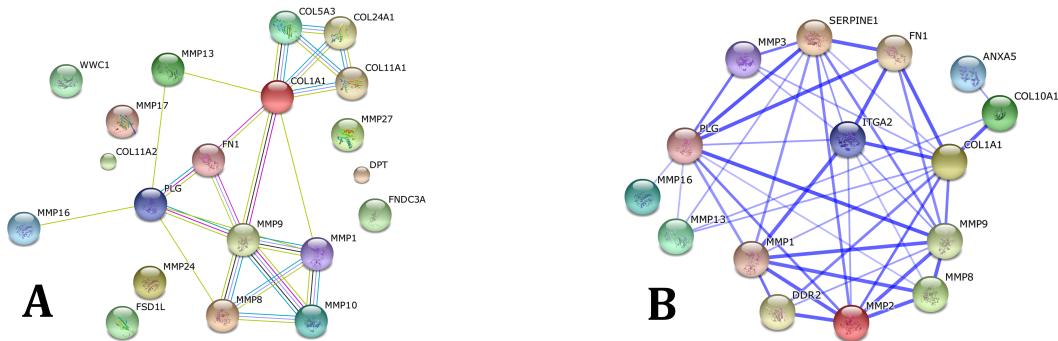 COL5A3
COL24A1
MMP13
WWC1
COL11A1
COL1A1
MMP17
MMP27
FN1
COL11A2
DPT
PLG
FNDC3A
MMP16
MMP9
MMP1
MMP24
MMP8
MMP10
FSD1L
A
SERPINE1
FN1
MMP3
ANXA5
COL10A1
ITGA2
PLG
COL1A1
MMP16
MMP13
MMP9
MMP1
MMP8
DDR2
MMP2
B